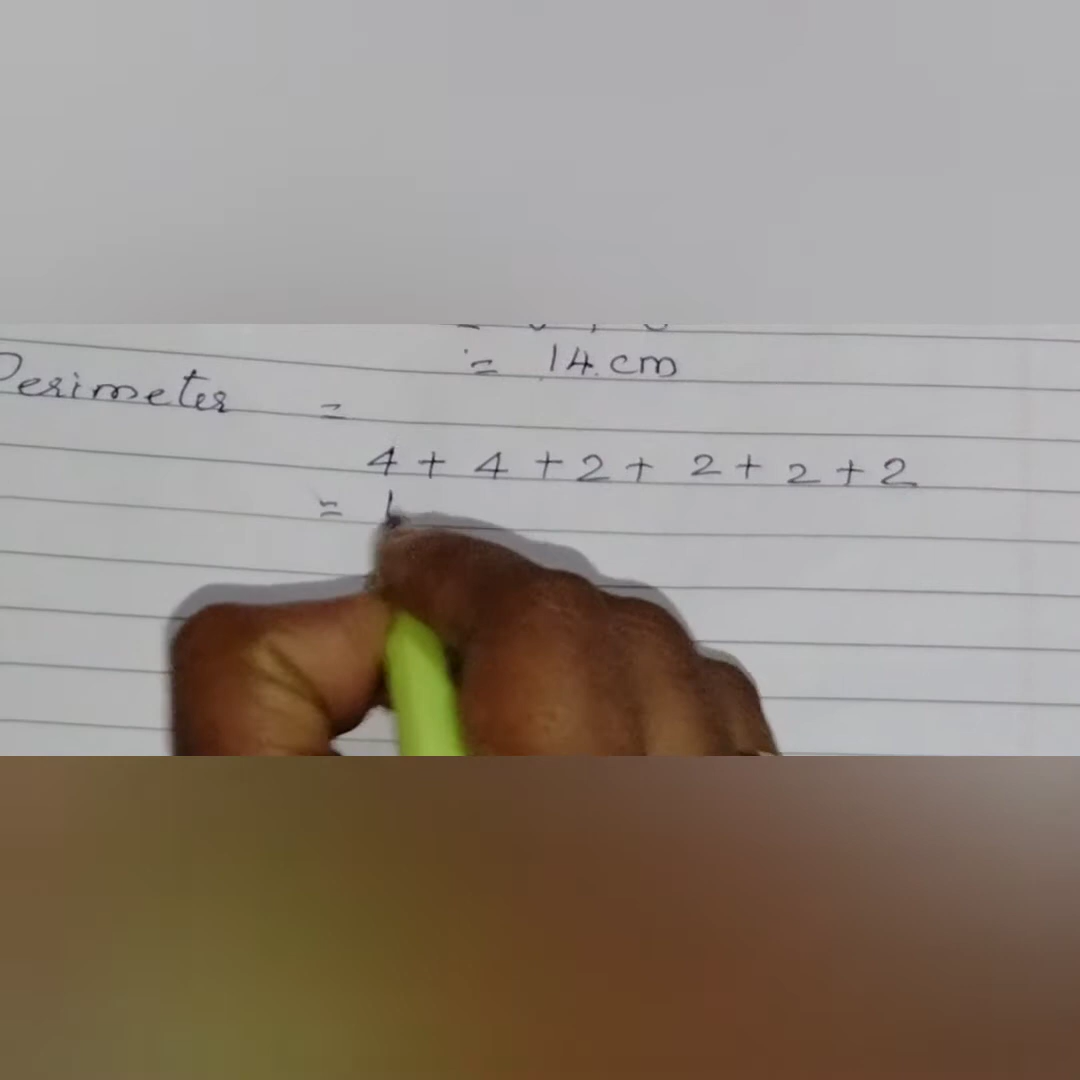 = 14 cm
Perimeter =
4 + 4 + 2 + 2 + 2 + 2
=